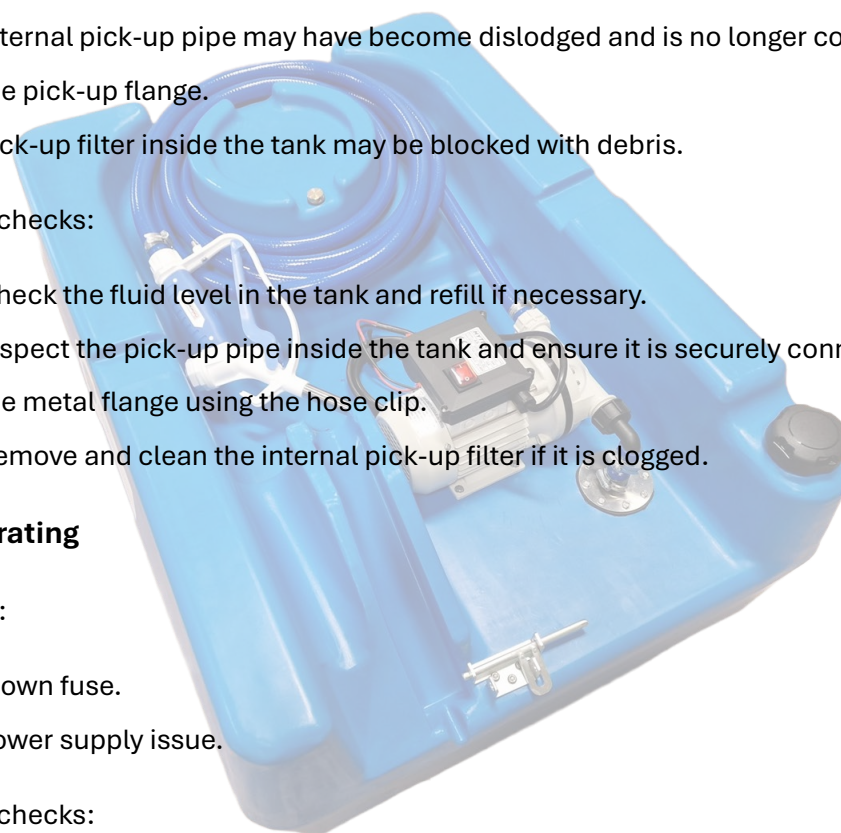 ternal pick-up pipe may have become dislodged and is no longer co
e pick-up flange.
ck-up filter inside the tank may be blocked with debris.
checks:
heck the fluid level in the tank and refill if necessary.
spect the pick-up pipe inside the tank and ensure it is securely conn
e metal flange using the hose clip.
emove and clean the internal pick-up filter if it is clogged.
rating
:
own fuse.
ower supply issue.
checks: